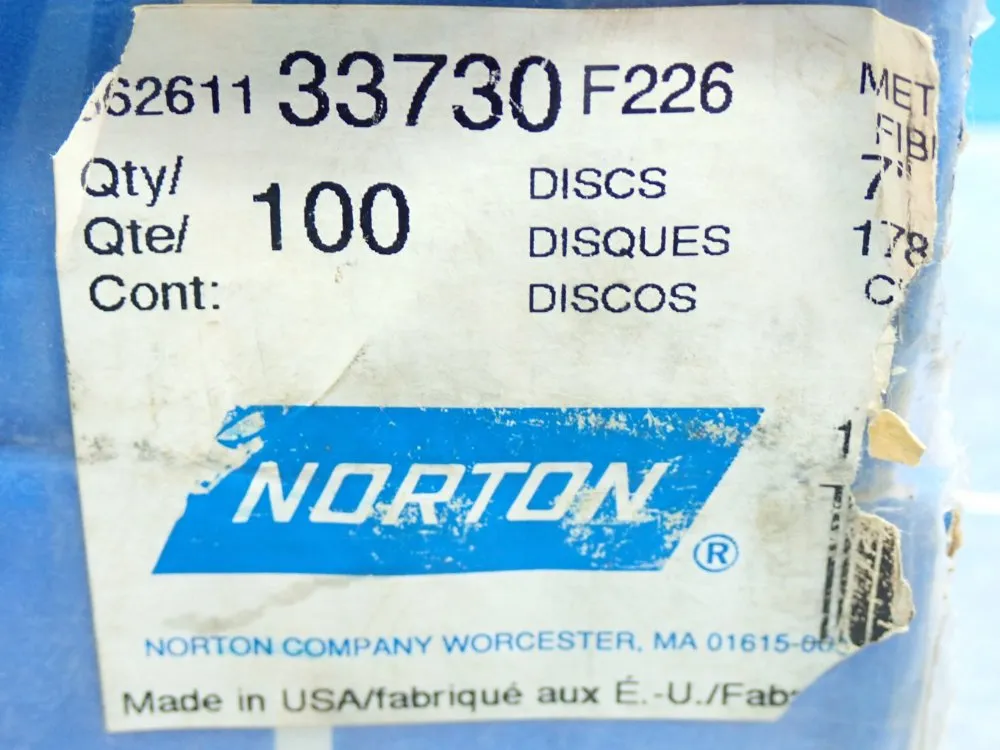 62611 33730 F226
MET
FIB
Qty/
Qte/ 100
Cont:
DISCS
DISQUES
DISCOS
7"
178
C
NORTON
®
1
NORTON COMPANY WORCESTER, MA 01615-00
Made in USA/fabriqué aux É.-U./Fab